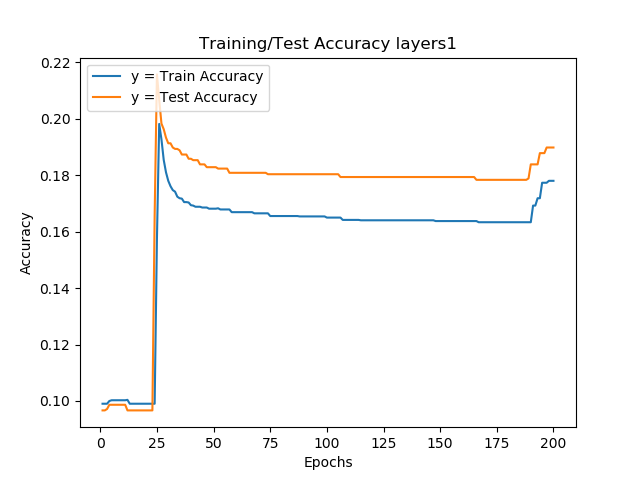 Training/Test Accuracy layers1
y = Train Accuracy
y = Test Accuracy
Accuracy
0.22
0.20
0.18
0.16
0.14
0.12
0.10
0 25 50 75 100 125 150 175 200
Epochs